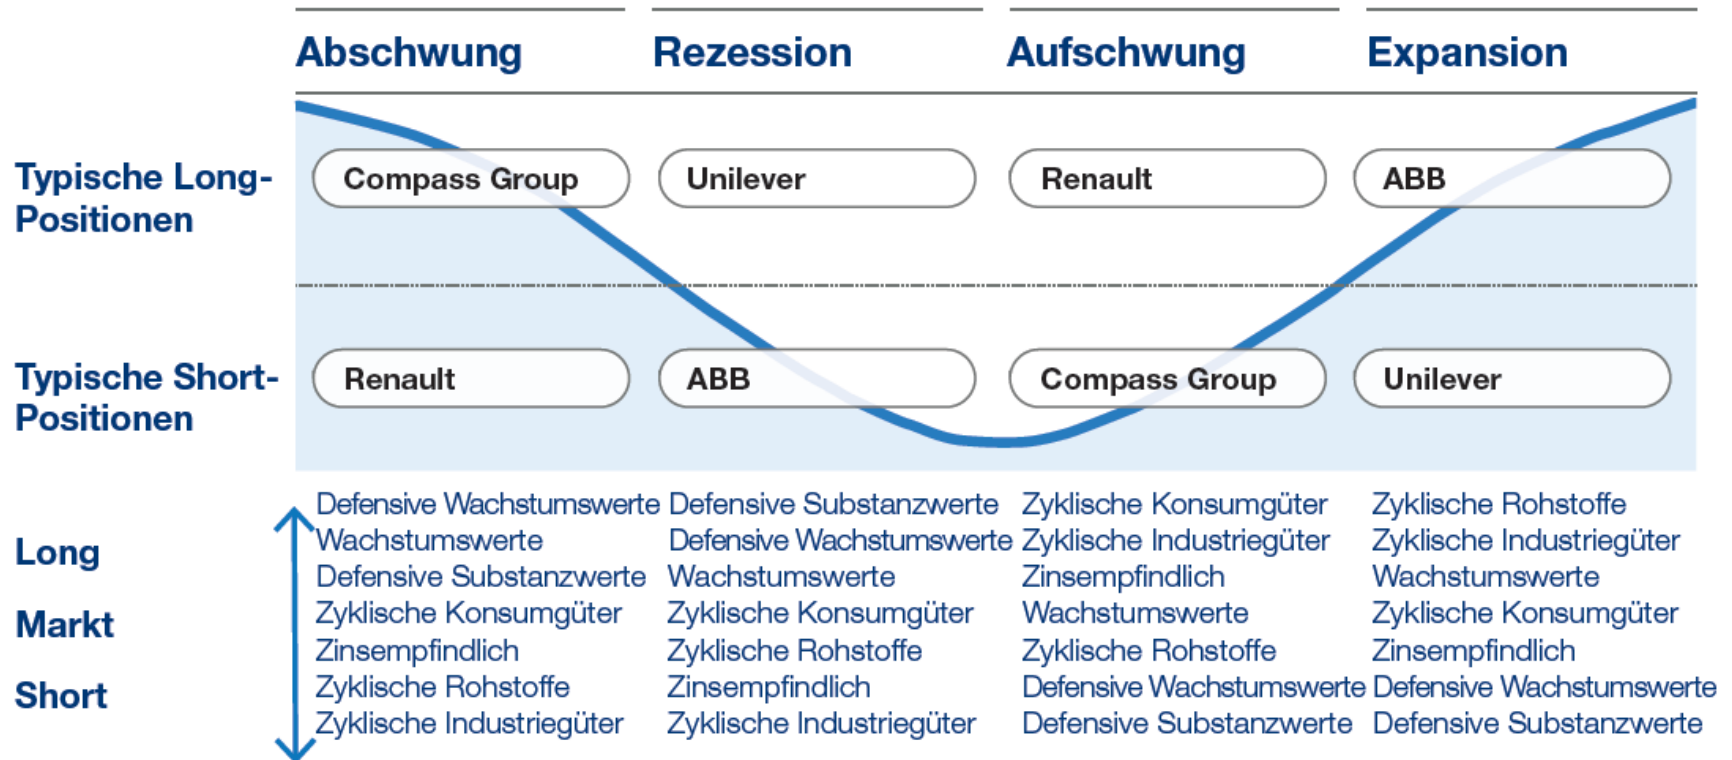 Abschwung Rezession Aufschwung Expansion
Typische Long-
Positionen
Compass Group Unilever Renault ABB
Typische Short-
Positionen
Renault ABB Compass Group Unilever
Long
Markt
Short
Defensive Wachstumswerte Defensive Substanzwerte Zyklische Konsumgüter Zyklische Rohstoffe
Wachstumswerte Defensive Wachstumswerte Zyklische Industriegüter Zyklische Industriegüter
Defensive Substanzwerte Wachstumswerte Zinsempfindlich Wachstumswerte
Zyklische Konsumgüter Zyklische Konsumgüter Wachstumswerte Zyklische Konsumgüter
Zinsempfindlich Zyklische Rohstoffe Zyklische Rohstoffe Zinsempfindlich
Zyklische Rohstoffe Zinsempfindlich Defensive Wachstumswerte Defensive Wachstumswerte
Zyklische Industriegüter Zyklische Industriegüter Defensive Substanzwerte Defensive Substanzwerte